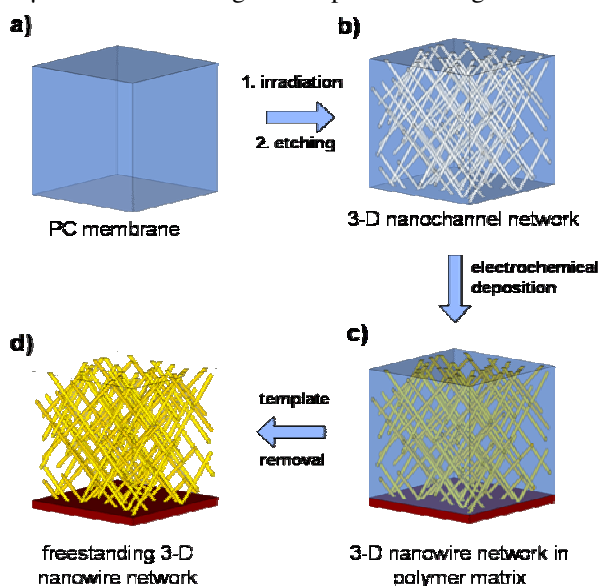 a)
b)
1. irradiation
2. etching
PC membrane
3-D nanochannel network
electrochemical
deposition
d)
c)
template
removal
freestanding 3-D
nanowire network
3-D nanowire network in
polymer matrix